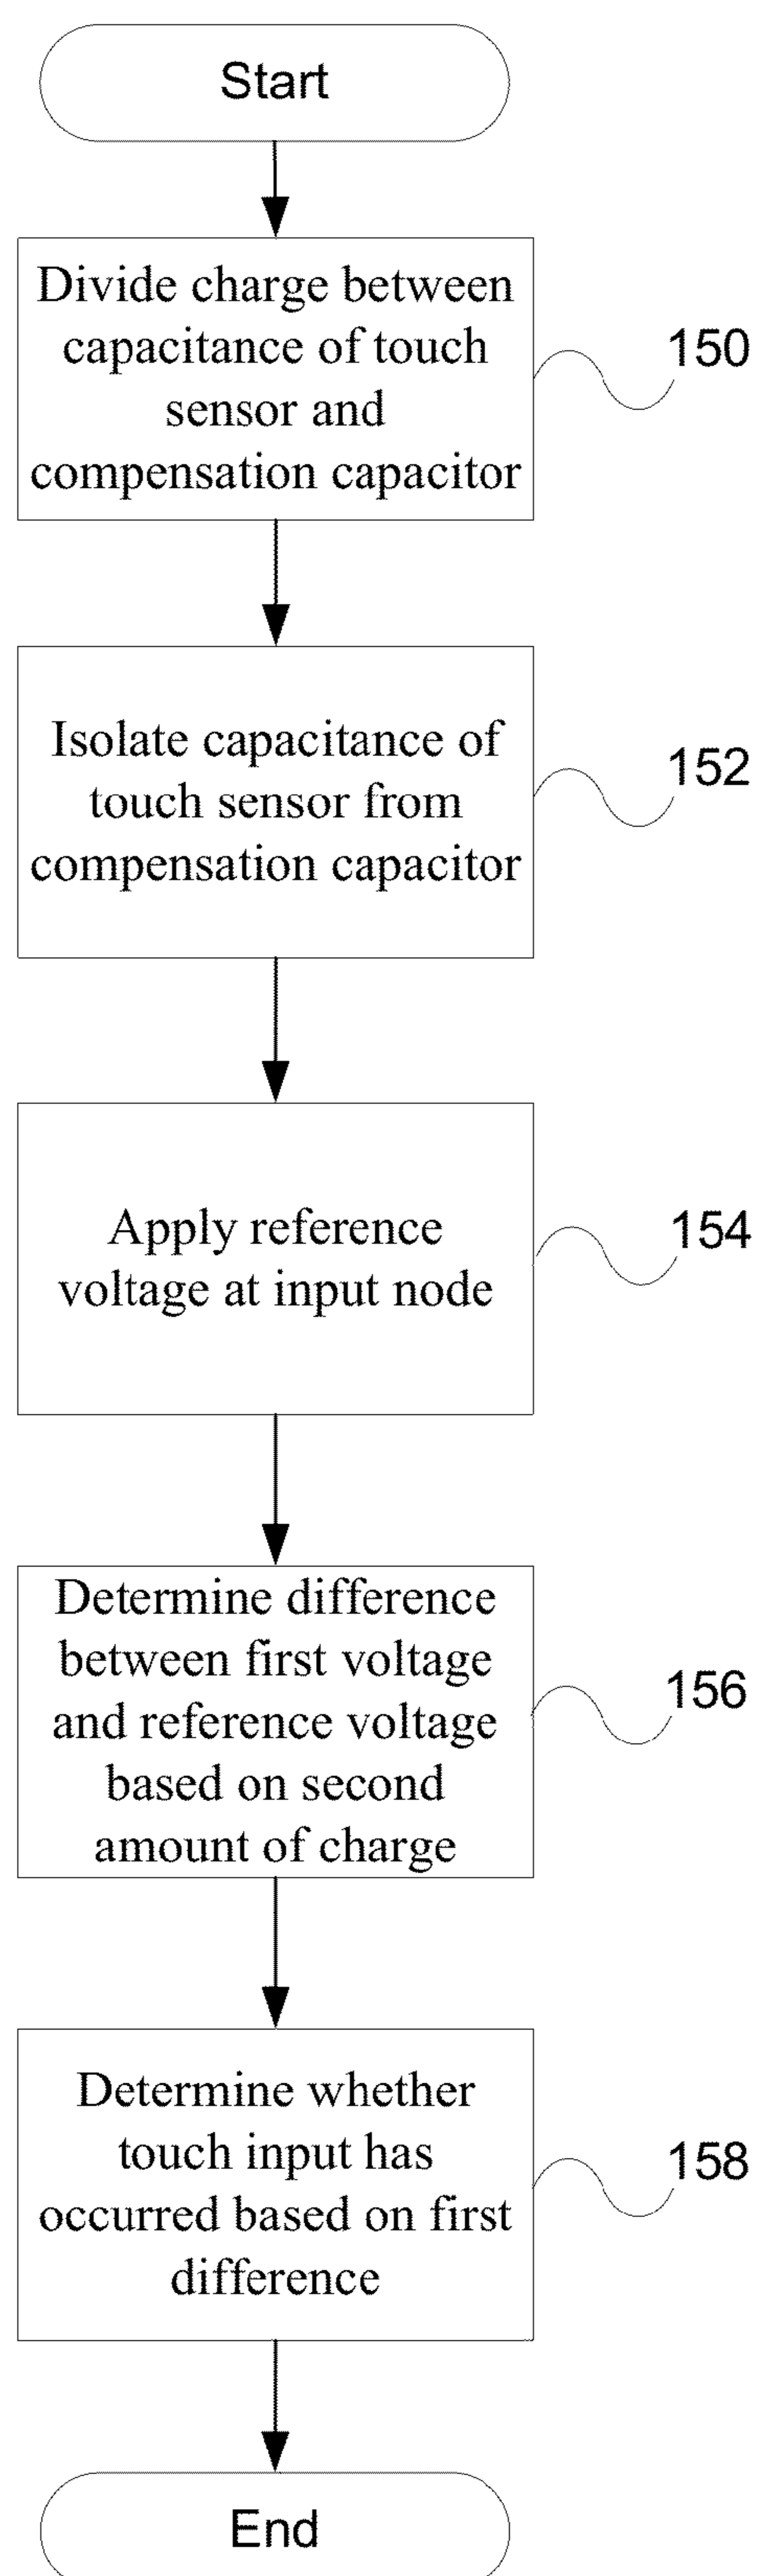 Start
Divide charge between
capacitance of touch
sensor and
compensation capacitor
150
Isolate capacitance of
touch sensor from
compensation capacitor
152
Apply reference
voltage at input node
154
Determine difference
between first voltage
and reference voltage
based on second
amount of charge
156
Determine whether
touch input has
occurred based on first
difference
158
End